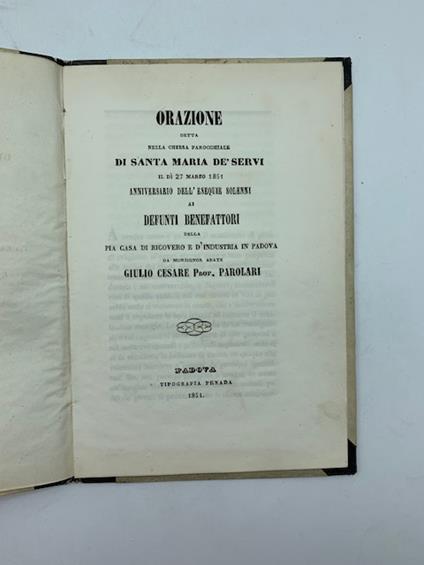 ORAZIONE
DETTA
NELLA CHIESA PAROCCHIALE
DI SANTA MARIA DE' SERVI
IL DÌ 27 MARZO 1851
ANNIVERSARIO DELL' ESEQUIE SOLENNI
AI
DEFUNTI BENEFATTORI
DELLA
PIA CASA DI RICOVERO E D'INDUSTRIA IN PADOVA
DA MONSIGNOR ABATE
GIULIO CESARE PROF. PAROLARI
PADOVA
TIPOGRAFIA PENADA
1851.